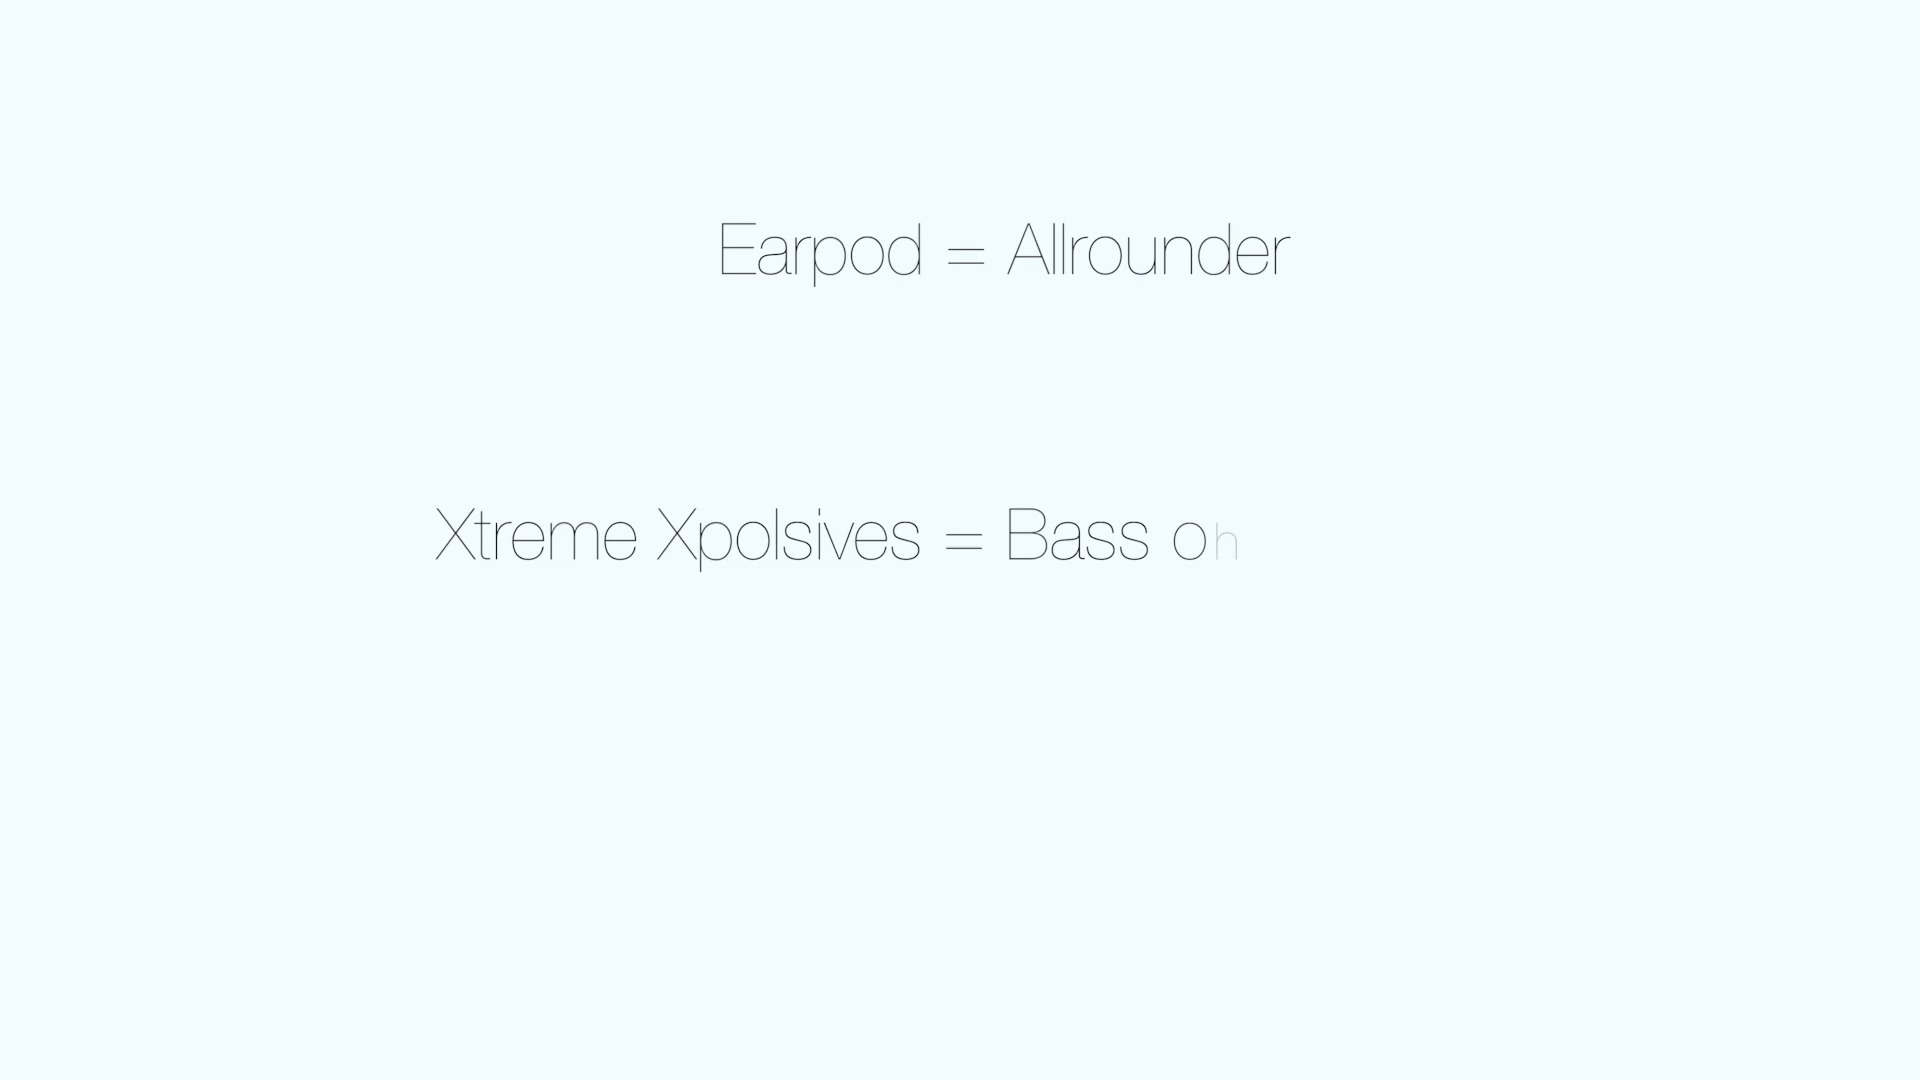 Earpod = Allrounder
Xtreme Xpolsives = Bass oh